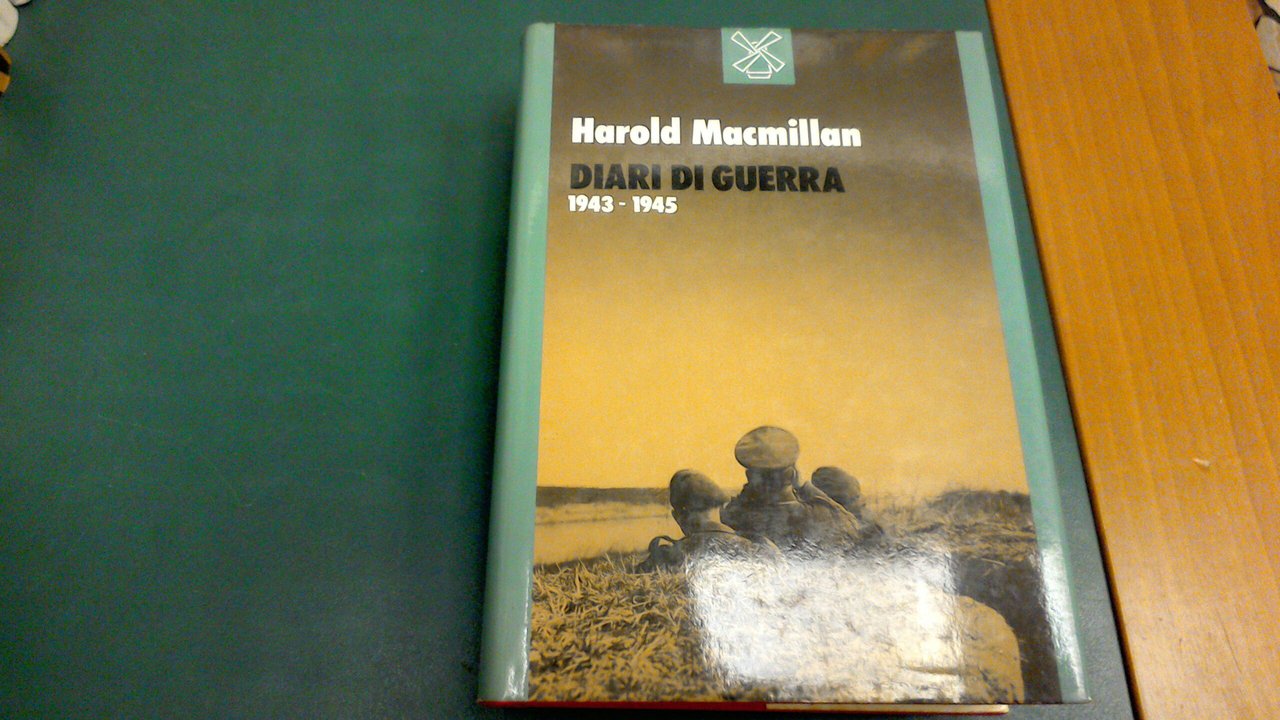 Harold Macmillan
DIARI DI GUERRA
1943 - 1945